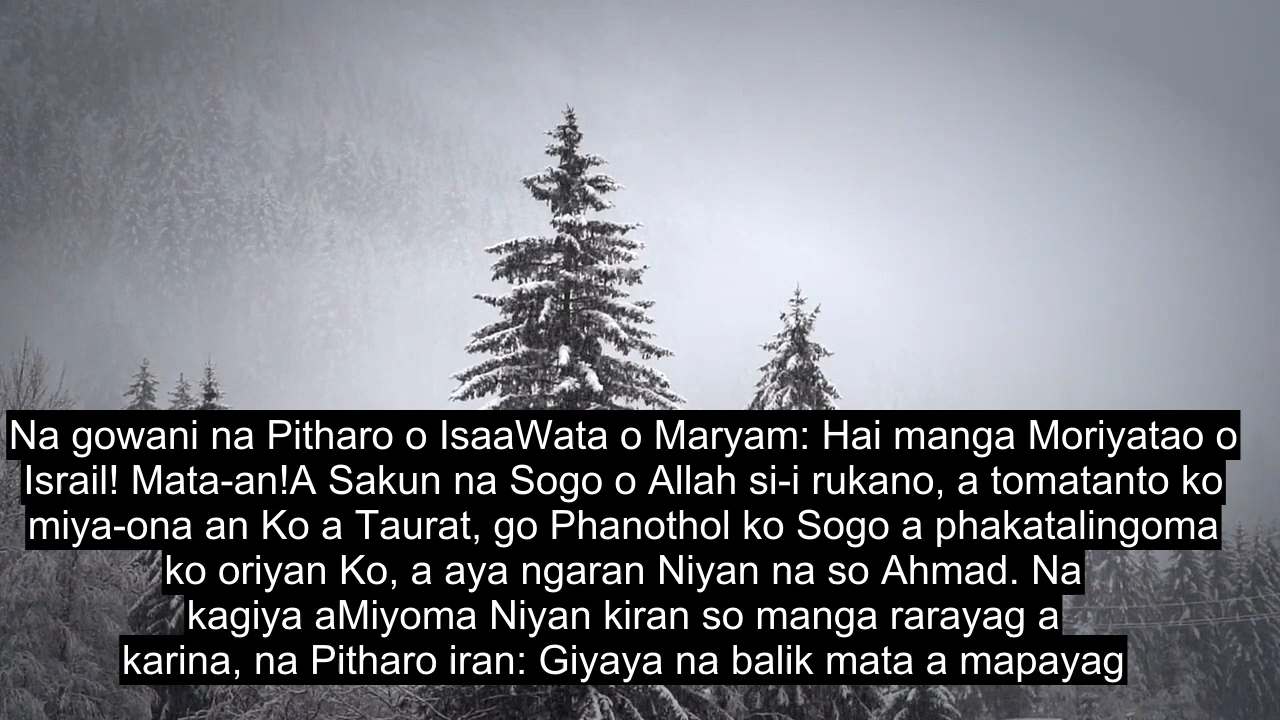 Na gowani na Pitharo o IsaaWata o Maryam: Hai manga Moriyatao o
Israil! Mata-an!A Sakun na Sogo o Allah si-i rukano, a tomatanto ko
miya-ona an Ko a Taurat, go Phanothol ko Sogo a phakatalingoma
ko oriyan Ko, a aya ngaran Niyan na so Ahmad. Na
kagiya aMiyoma Niyan kiran so manga rarayag a
karina, na Pitharo iran: Giyaya na balik mata a mapayag